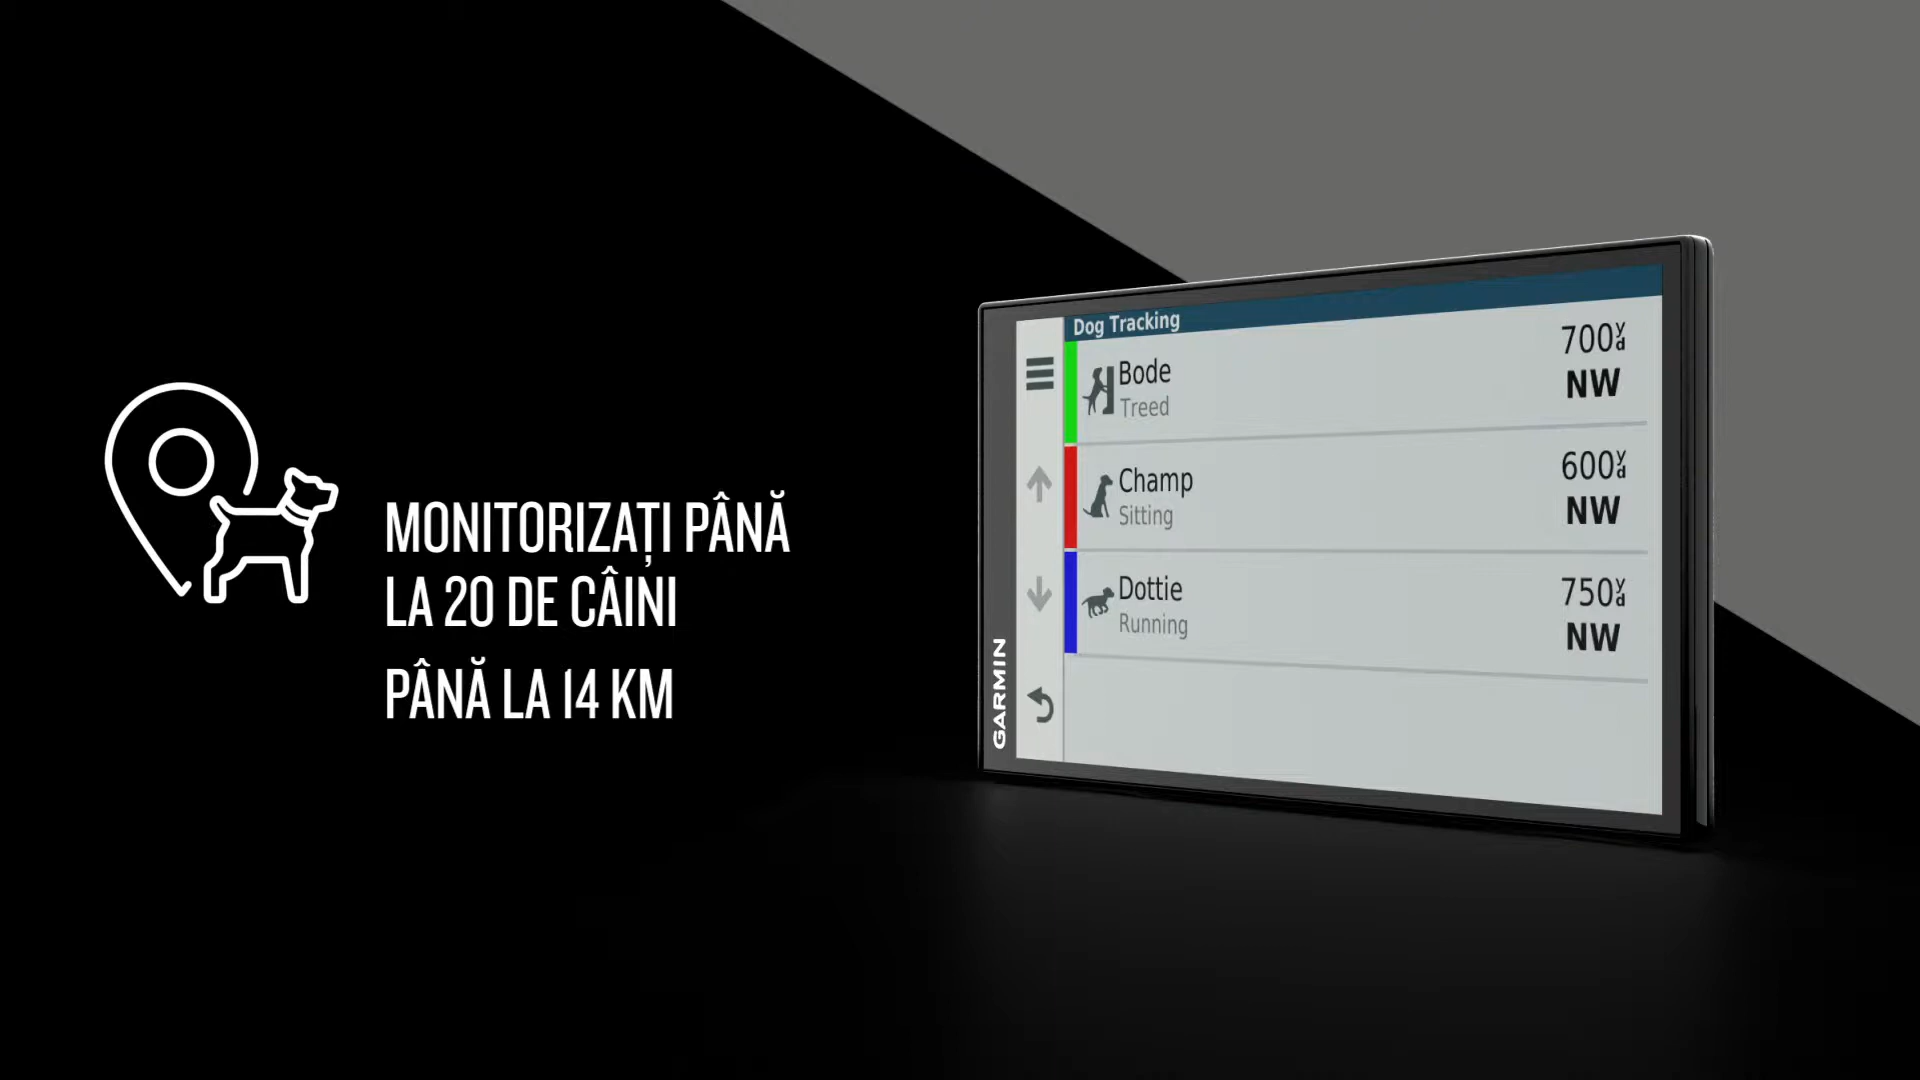 MONITORIZAȚI PÂNĂ
LA 20 DE CÂINI
PÂNĂ LA 14 KM
GARMIN
Dog Tracking
Bode
Treed
700yd
NW
Champ
Sitting
600yd
NW
Dottie
Running
750yd
NW